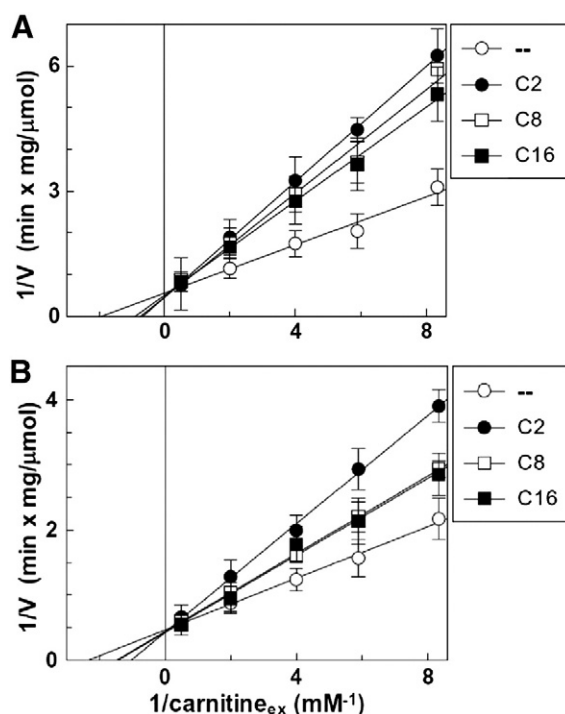 A
1/V (min x mg/µmol)
6
3
0
0
4
8
--
C2
C8
C16
B
1/V (min x mg/µmol)
4
2
0
0
4
8
1/carnitineex (mM-1)
--
C2
C8
C16